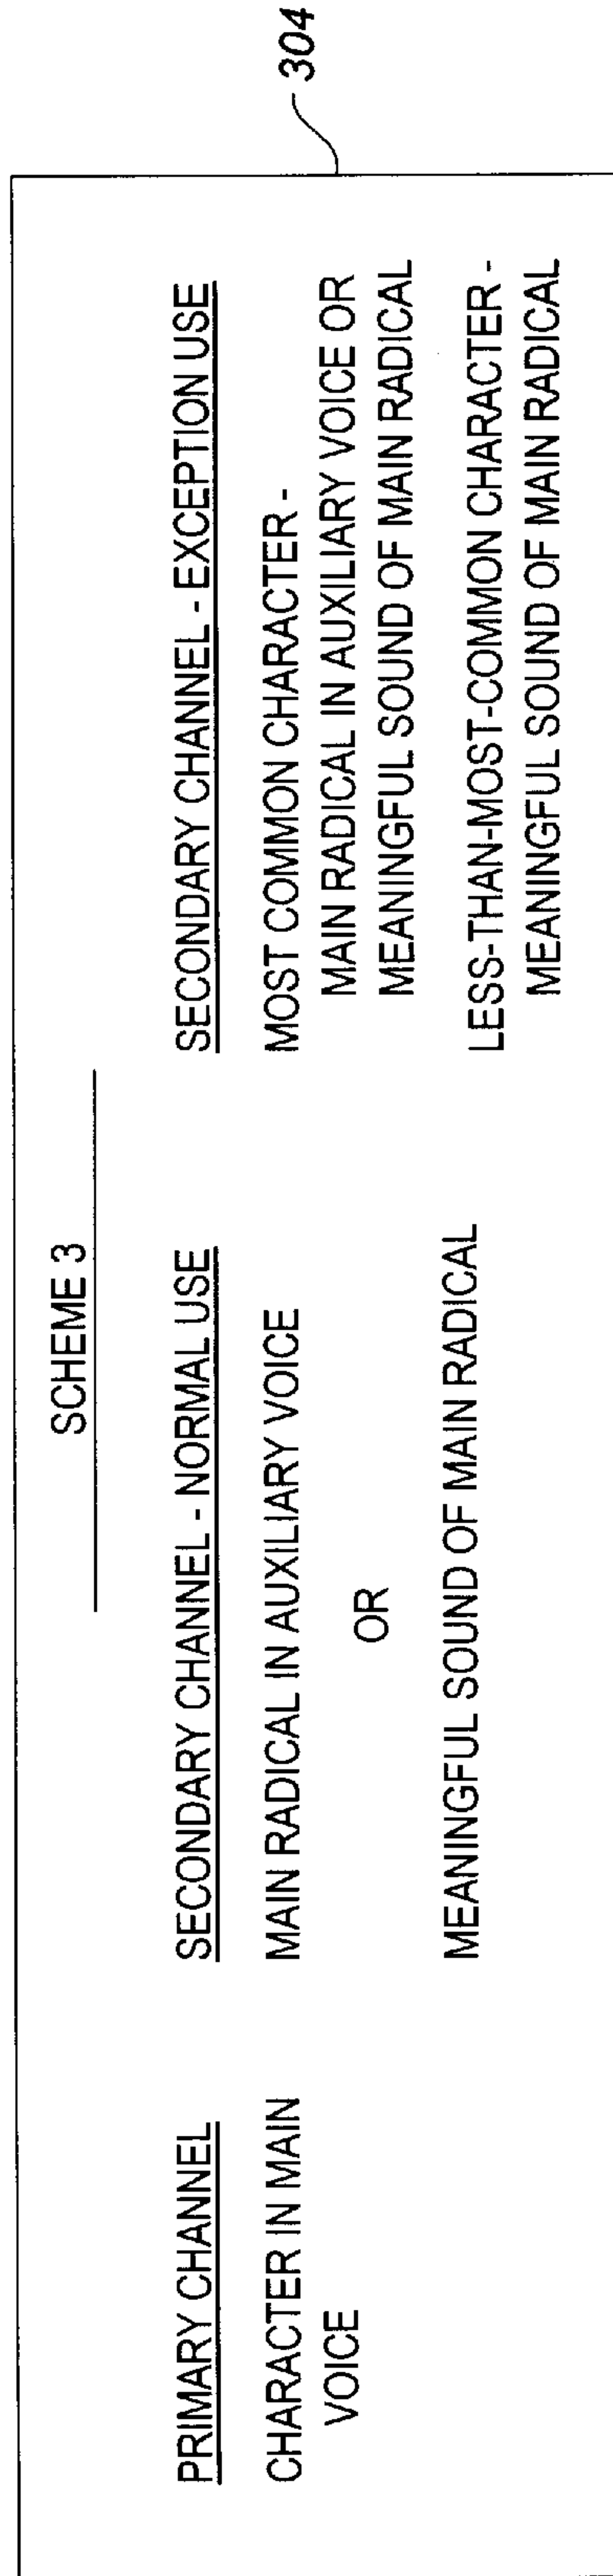 SCHEME 3
PRIMARY CHANNEL
CHARACTER IN MAIN
VOICE
SECONDARY CHANNEL - NORMAL USE
MAIN RADICAL IN AUXILIARY VOICE
OR
MEANINGFUL SOUND OF MAIN RADICAL
SECONDARY CHANNEL - EXCEPTION USE
MOST COMMON CHARACTER -
MAIN RADICAL IN AUXILIARY VOICE OR
MEANINGFUL SOUND OF MAIN RADICAL
LESS-THAN-MOST-COMMON CHARACTER -
MEANINGFUL SOUND OF MAIN RADICAL
304